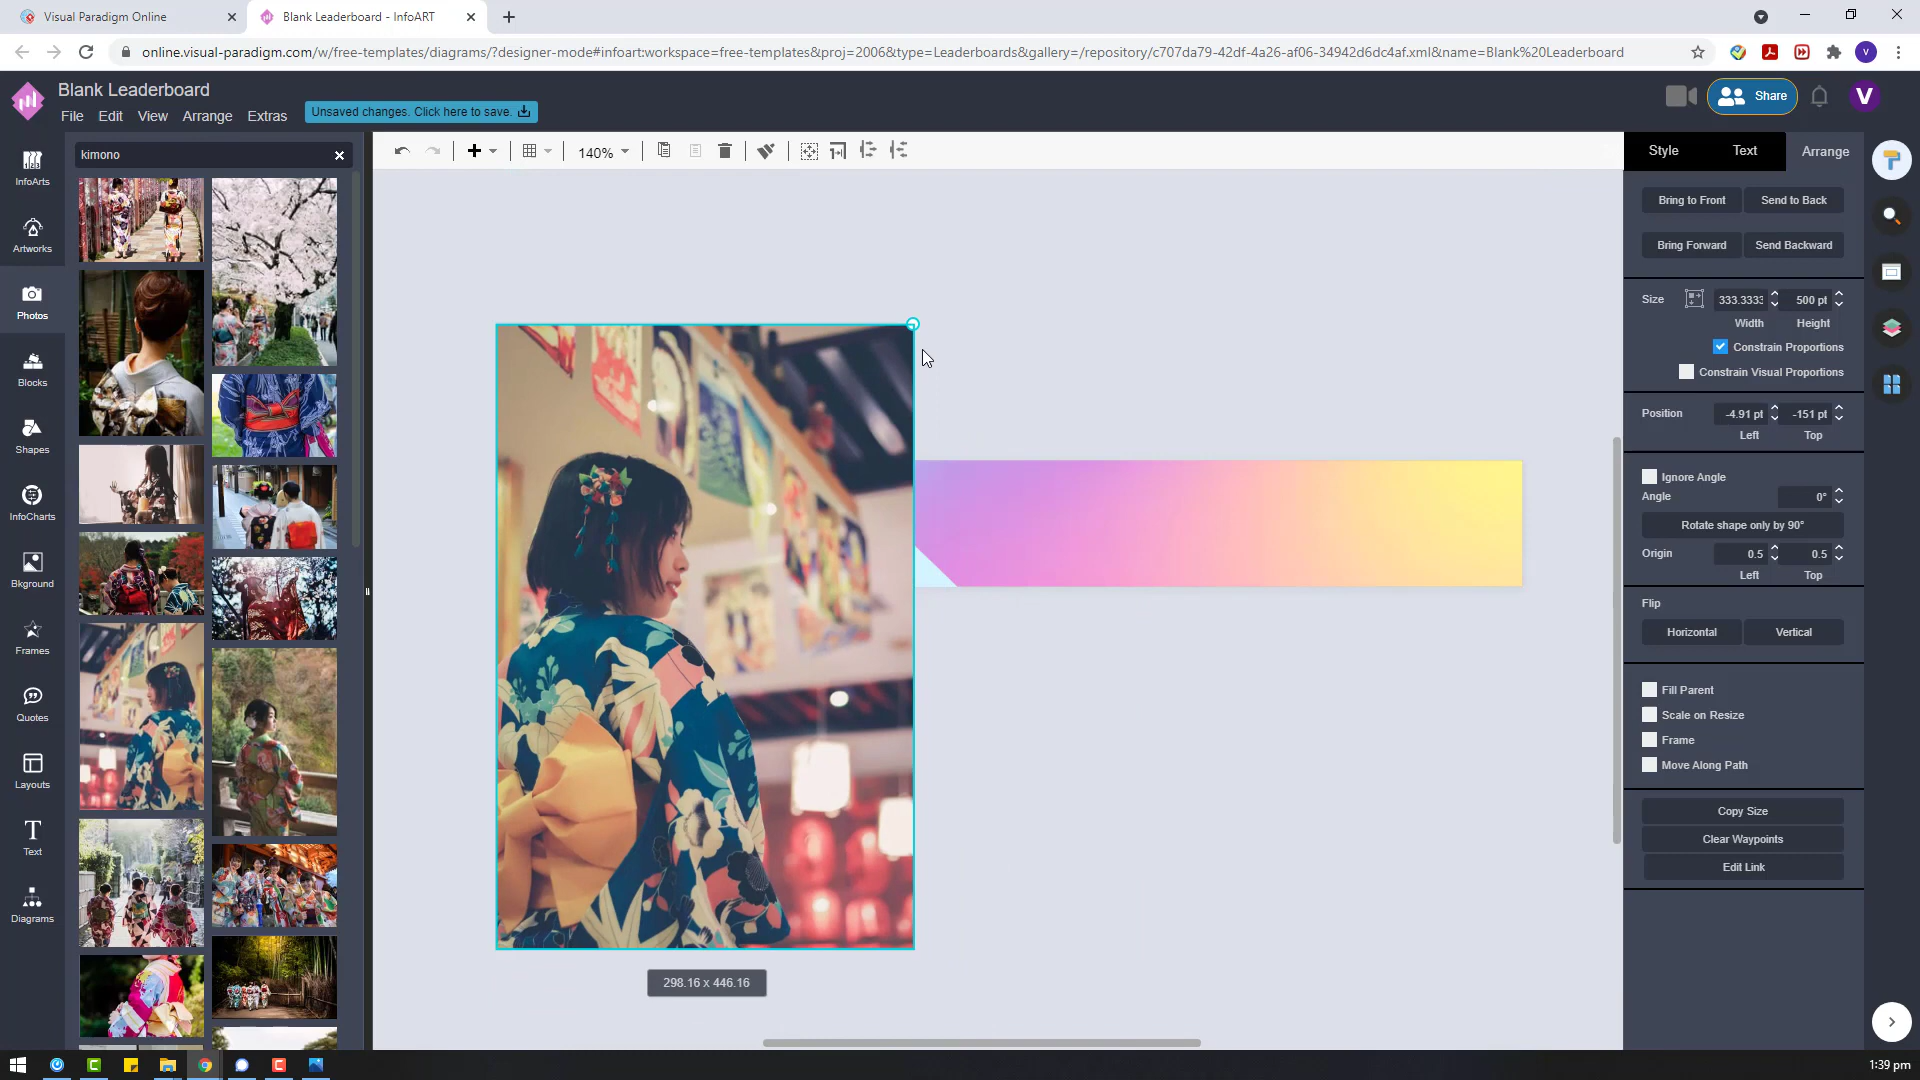 Visual Paradigm Online
Blank Leaderboard - InfoART
online.visual-paradigm.com/w/free-templates/diagrams/?designer-mode#infoart:workspace=free-templates&proj=2006&type=Leaderboards&gallery=/repository/c707da79-42df-4a26-af06-34942d6dc4af.xml&name=Blank%20Leaderboard
V
Blank Leaderboard
File Edit View Arrange Extras
Unsaved changes. Click here to save.
Share
V
kimono
140%
Style Text Arrange
InfoArts
Artworks
Photos
Blocks
Shapes
InfoCharts
Bkground
Frames
Quotes
Layouts
Text
Diagrams
298.16 x 446.16
Bring to Front Send to Back
Bring Forward Send Backward
Size 333.3333 500 pt
Width Height
Constrain Proportions
Constrain Visual Proportions
Position -4.91 pt -151 pt
Left Top
Ignore Angle
Angle 0°
Rotate shape only by 90°
Origin 0.5 0.5
Left Top
Flip
Horizontal Vertical
Fill Parent
Scale on Resize
Frame
Move Along Path
Copy Size
Clear Waypoints
Edit Link
1:39 pm